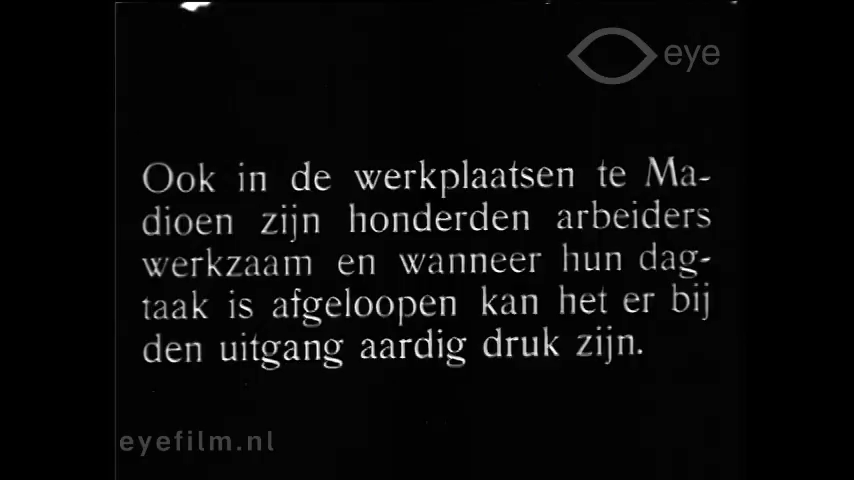 eye
Ook in de werkplaatsen te Ma-
dioen zijn honderden arbeiders
werkzaam en wanneer hun dag-
taak is afgeloopen kan het er bij
den uitgang aardig druk zijn.
eyefilm.nl